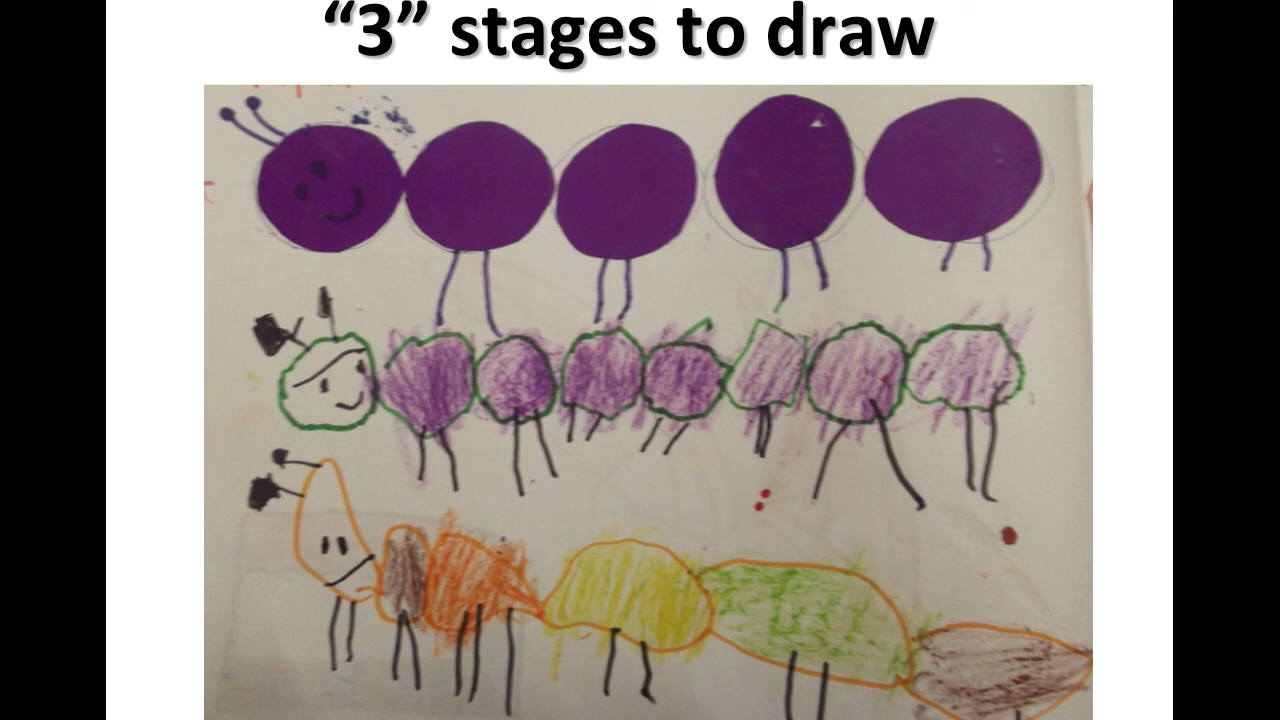 “3” stages to draw